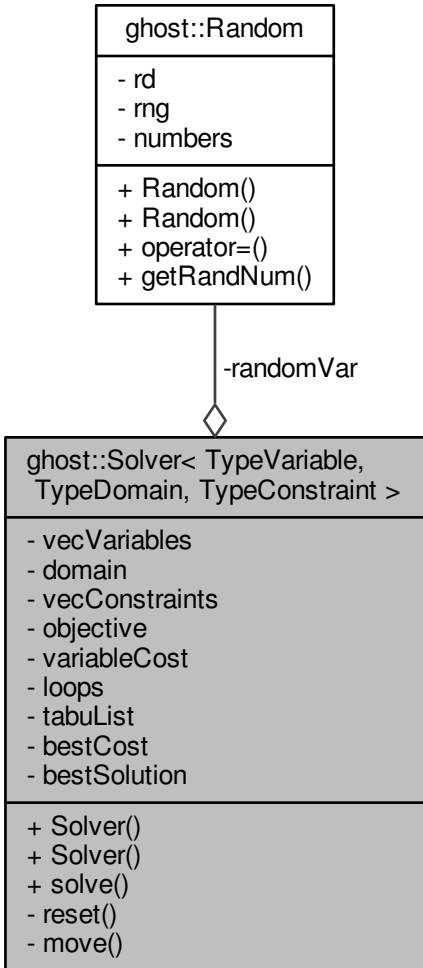 ghost::Random
- rd
- rng
- numbers
+ Random()
+ Random()
+ operator=()
+ getRandNum()
-randomVar
ghost::Solver< TypeVariable,
TypeDomain, TypeConstraint >
- vecVariables
- domain
- vecConstraints
- objective
- variableCost
- loops
- tabuList
- bestCost
- bestSolution
+ Solver()
+ Solver()
+ solve()
- reset()
- move()